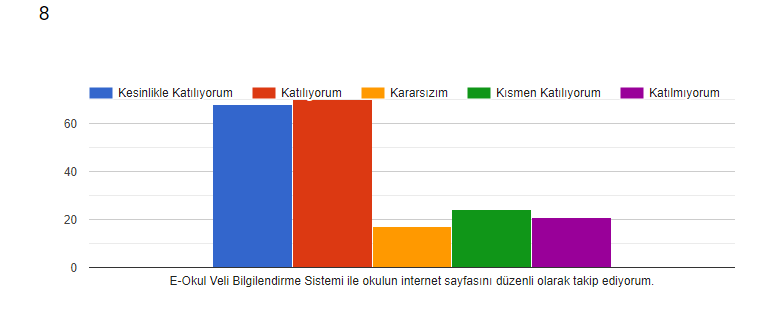 8
Kesinlikle Katılıyorum Katılıyorum Kararsızım Kısmen Katılıyorum Katılmıyorum
60
40
20
0
E-Okul Veli Bilgilendirme Sistemi ile okulun internet sayfasını düzenli olarak takip ediyorum.